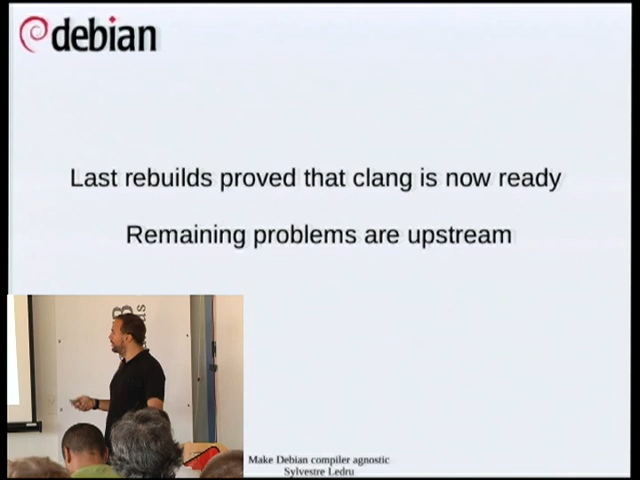 debian
Last rebuilds proved that clang is now ready
Remaining problems are upstream
Make Debian compiler agnostic
Sylvestre Ledru